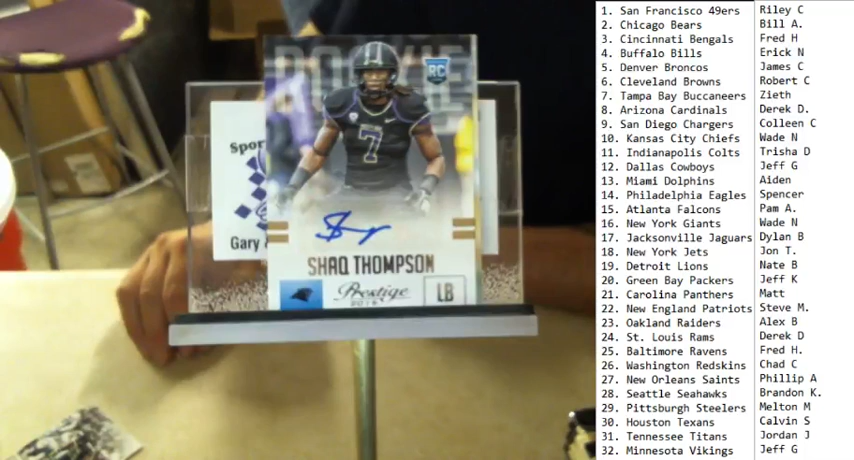 ROOKIE
RC
7
Spor
Gary
SHAQ THOMPSON
Prestige
LB
1. San Francisco 49ers Riley C
2. Chicago Bears Bill A.
3. Cincinnati Bengals Fred H
4. Buffalo Bills Erick N
5. Denver Broncos James C
6. Cleveland Browns Robert C
7. Tampa Bay Buccaneers Zieth
8. Arizona Cardinals Derek D.
9. San Diego Chargers Colleen C
10. Kansas City Chiefs Wade N
11. Indianapolis Colts Trisha D
12. Dallas Cowboys Jeff G
13. Miami Dolphins Aiden
14. Philadelphia Eagles Spencer
15. Atlanta Falcons Pam A.
16. New York Giants Wade N
17. Jacksonville Jaguars Dylan B
18. New York Jets Jon T.
19. Detroit Lions Nate B
20. Green Bay Packers Jeff K
21. Carolina Panthers Matt
22. New England Patriots Steve M.
23. Oakland Raiders Alex B
24. St. Louis Rams Derek D
25. Baltimore Ravens Fred H.
26. Washington Redskins Chad C
27. New Orleans Saints Phillip A
28. Seattle Seahawks Brandon K.
29. Pittsburgh Steelers Melton M
30. Houston Texans Calvin S
31. Tennessee Titans Jordan J
32. Minnesota Vikings Jeff G